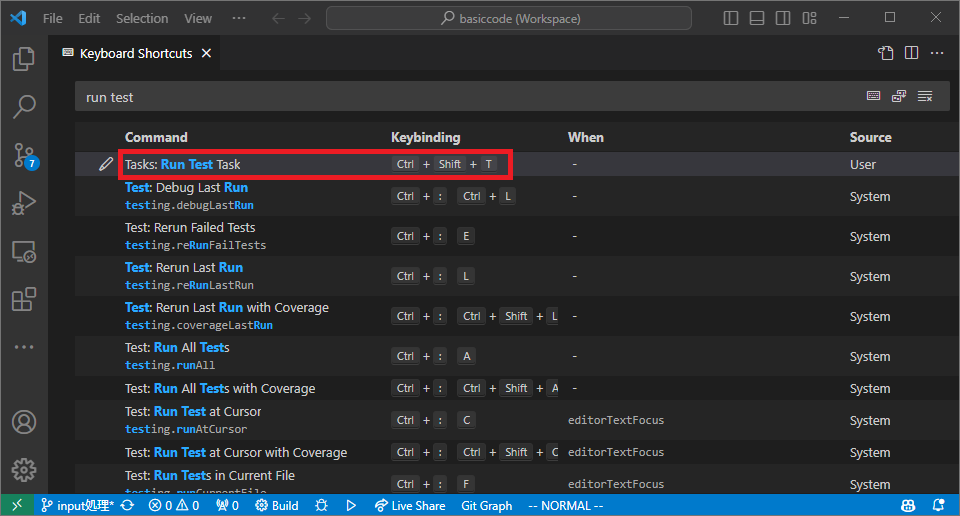 File Edit Selection View ··· basiccode (Workspace)
Keyboard Shortcuts
run test
Command Keybinding When Source
Tasks: Run Test Task Ctrl + Shift + T - User
Test: Debug Last Run
testing.debugLastRun
Ctrl + : Ctrl + L - System
Test: Rerun Failed Tests
testing.reRunFailTests
Ctrl + : E - System
Test: Rerun Last Run
testing.reRunLastRun
Ctrl + : L - System
Test: Rerun Last Run with Coverage
testing.coverageLastRun
Ctrl + : Ctrl + Shift + L - System
Test: Run All Tests
testing.runAll
Ctrl + : A - System
Test: Run All Tests with Coverage Ctrl + : Ctrl + Shift + A - System
Test: Run Test at Cursor
testing.runAtCursor
Ctrl + : C editorTextFocus System
Test: Run Test at Cursor with Coverage Ctrl + : Ctrl + Shift + C editorTextFocus System
Test: Run Tests in Current File
testing.runCurrentFile
Ctrl + : F editorTextFocus System
7
input処理* 0 0 0 Build Live Share Git Graph -- NORMAL --